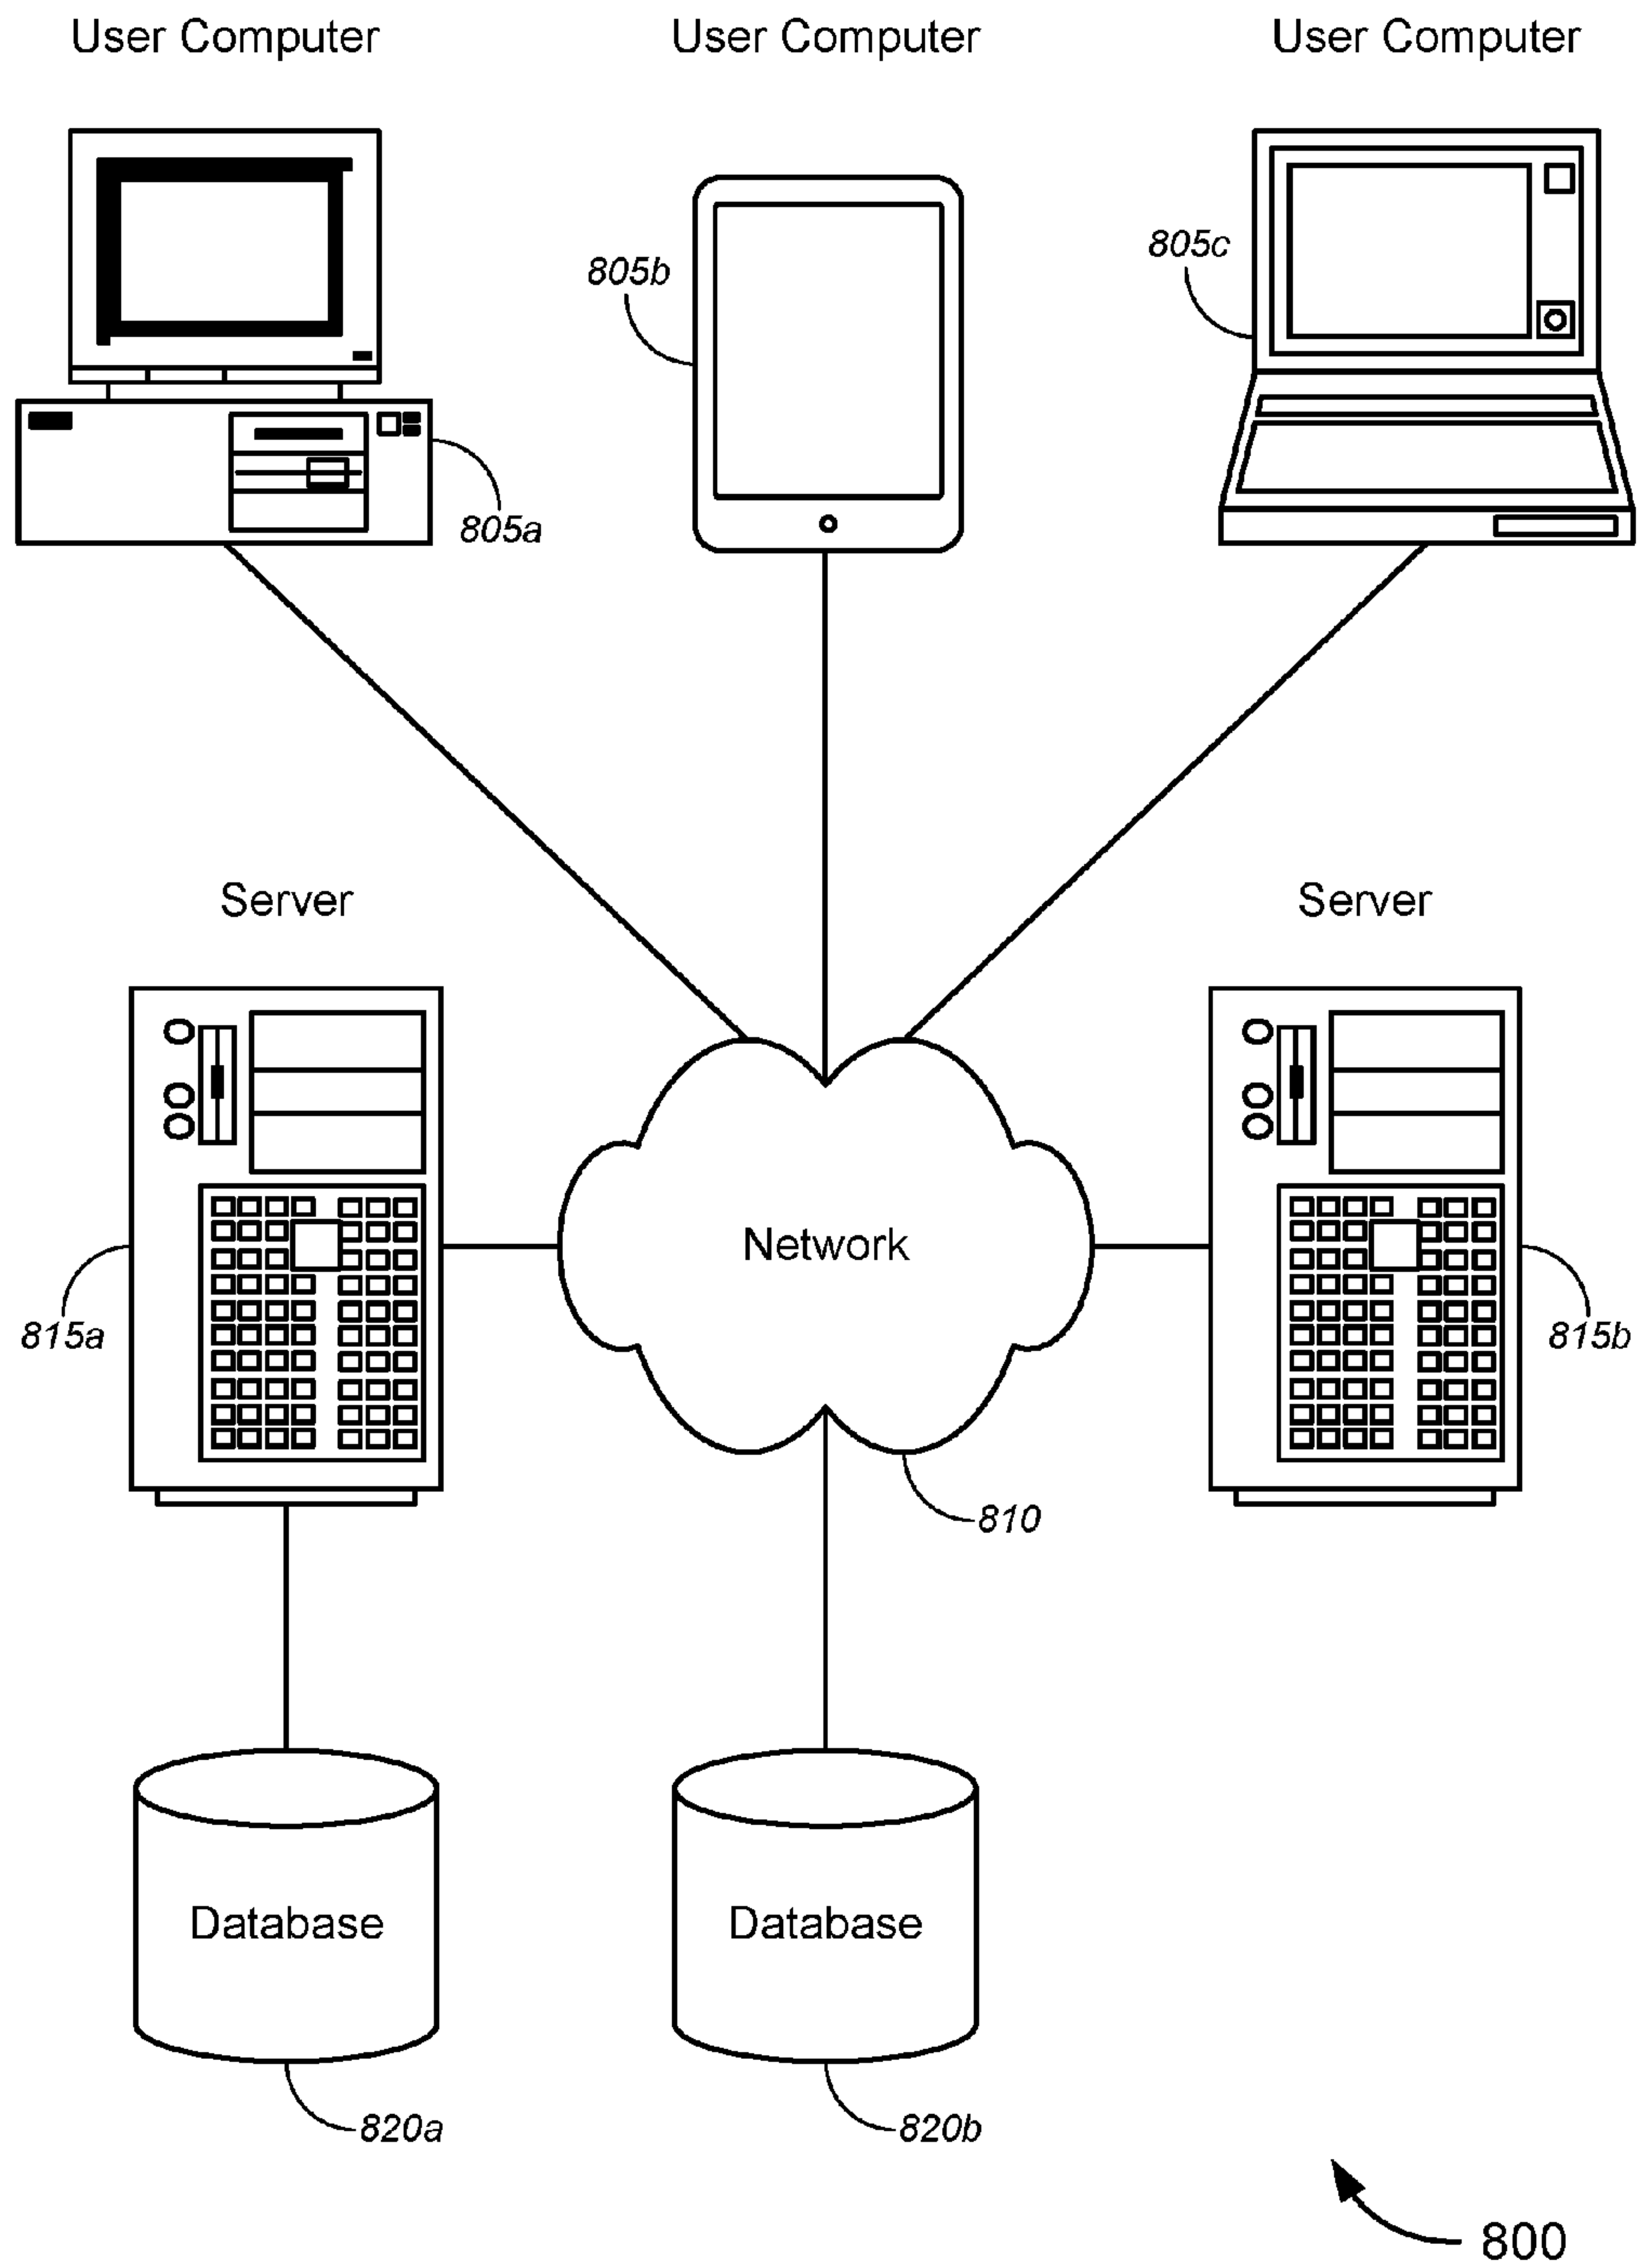 User Computer
User Computer
User Computer
805b
805c
805a
Server
Server
Network
815a
815b
810
Database
Database
820a
820b
800